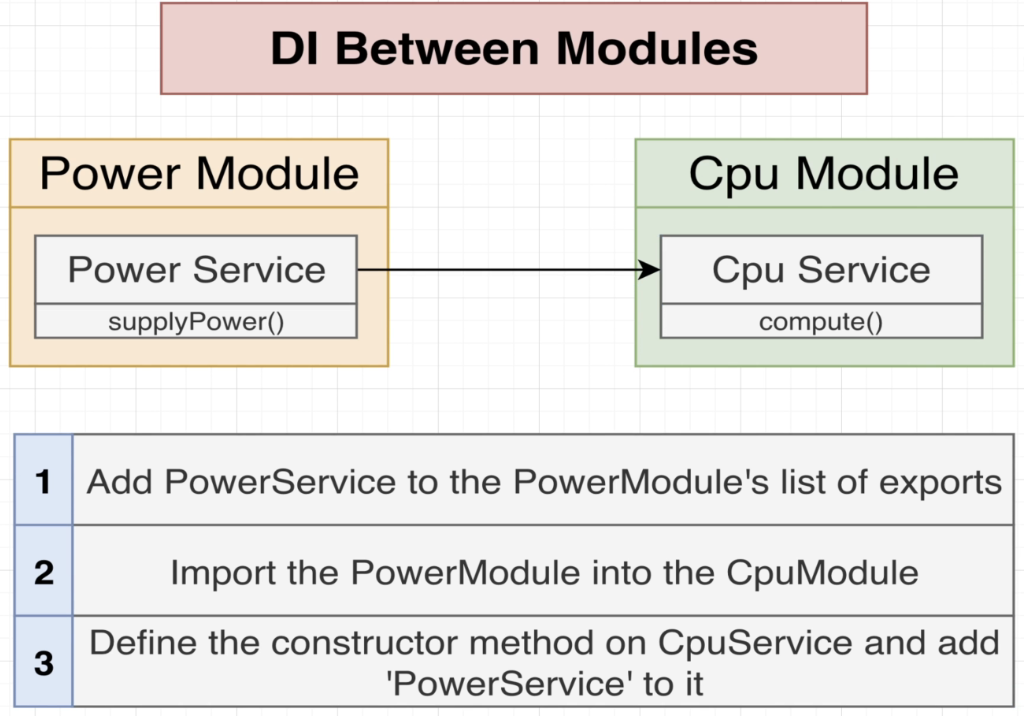 DI Between Modules
Power Module
Cpu Module
Power Service
Cpu Service
supplyPower()
compute()
1
Add PowerService to the PowerModule's list of exports
2
Import the PowerModule into the CpuModule
3
Define the constructor method on CpuService and add
'PowerService' to it